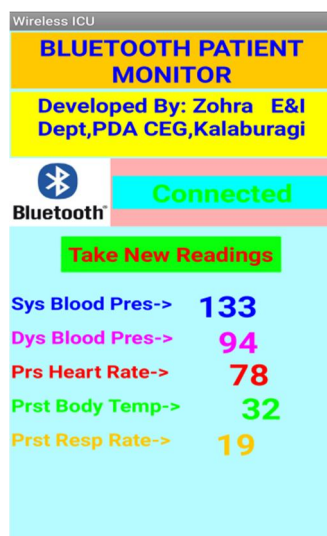 Wireless ICU
BLUETOOTH PATIENT
MONITOR
Developed By: Zohra E&I
Dept,PDA CEG,Kalaburagi
Bluetooth®
Connected
Take New Readings
Sys Blood Pres-> 133
Dys Blood Pres-> 94
Prs Heart Rate-> 78
Prst Body Temp-> 32
Prst Resp Rate-> 19